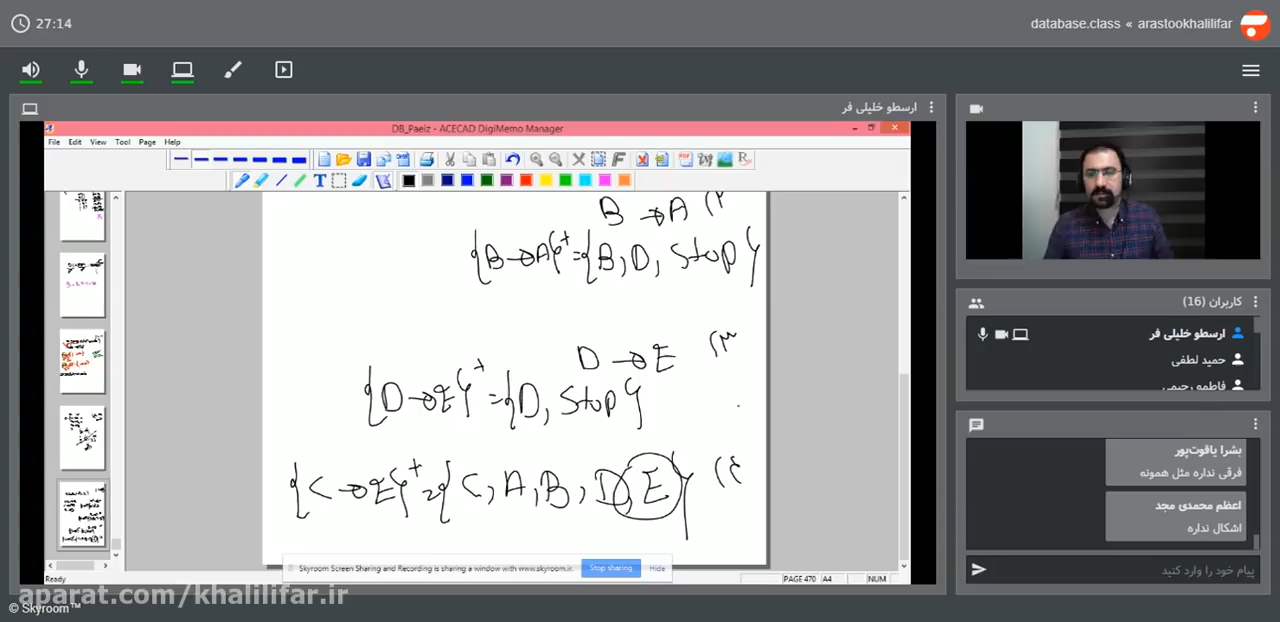 27:14
database.class « arastookhalilifar
ارسطو خلیلی فر
DB_Paeiz - ACECAD DigiMemo Manager
File Edit View Tool Page Help
B → A (۲
{B→A}+={B, D, Stop}
D → E (۳
{D→E}+={D, Stop}
{C→E}+={C, A, B, D, E} (۴
Skyroom Screen Sharing and Recording is sharing a window with www.skyroom.ir.
Stop sharing
Hide
Ready
PAGE 470 A4 NUM
aparat.com/khalilifar.ir
© Skyroom™
کاربران (16)
ارسطو خلیلی فر
حمید لطفی
فاطمه رحیمی
بشرا یاقوت‌پور
فرقی نداره مثل همونه
اعظم محمدی مجد
اشکال نداره
پیام خود را وارد کنید